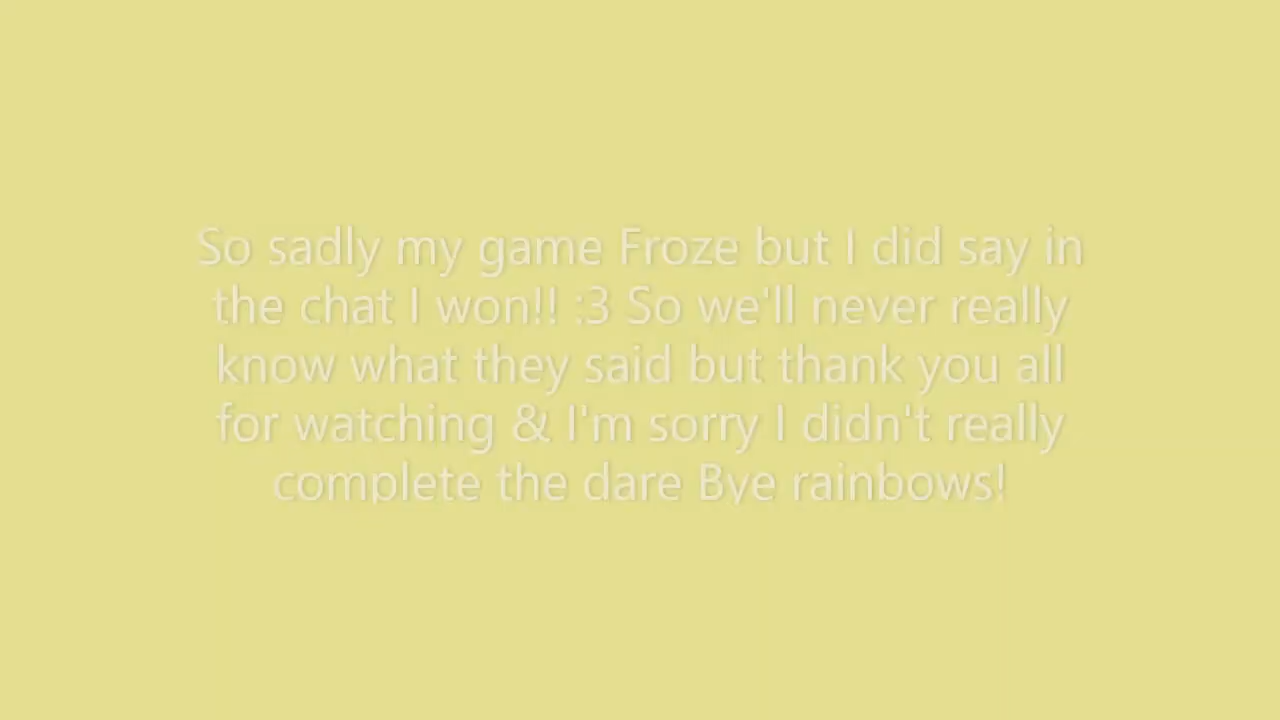 So sadly my game Froze but I did say in
the chat I won!! :3 So we'll never really
know what they said but thank you all
for watching & I'm sorry I didn't really
complete the dare Bye rainbows!